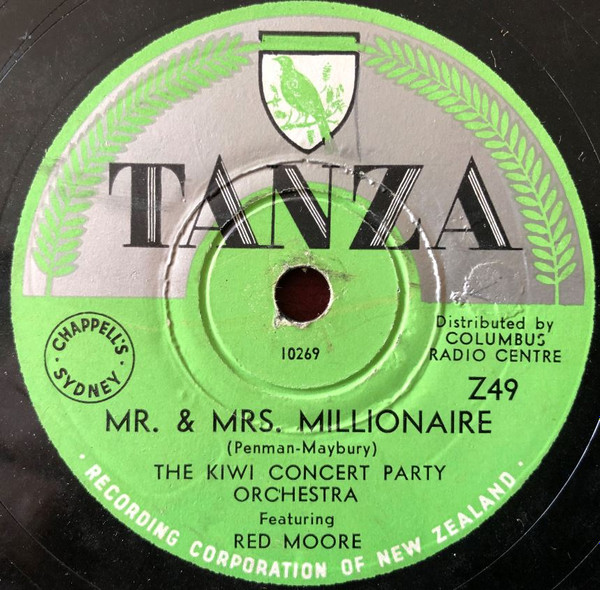 TANZA
CHAPPELL'S
SYDNEY.
10269
Distributed by
COLUMBUS
RADIO CENTRE
Z49
MR. & MRS. MILLIONAIRE
(Penman-Maybury)
THE KIWI CONCERT PARTY
ORCHESTRA
Featuring
RED MOORE
· RECORDING CORPORATION OF NEW ZEALAND ·